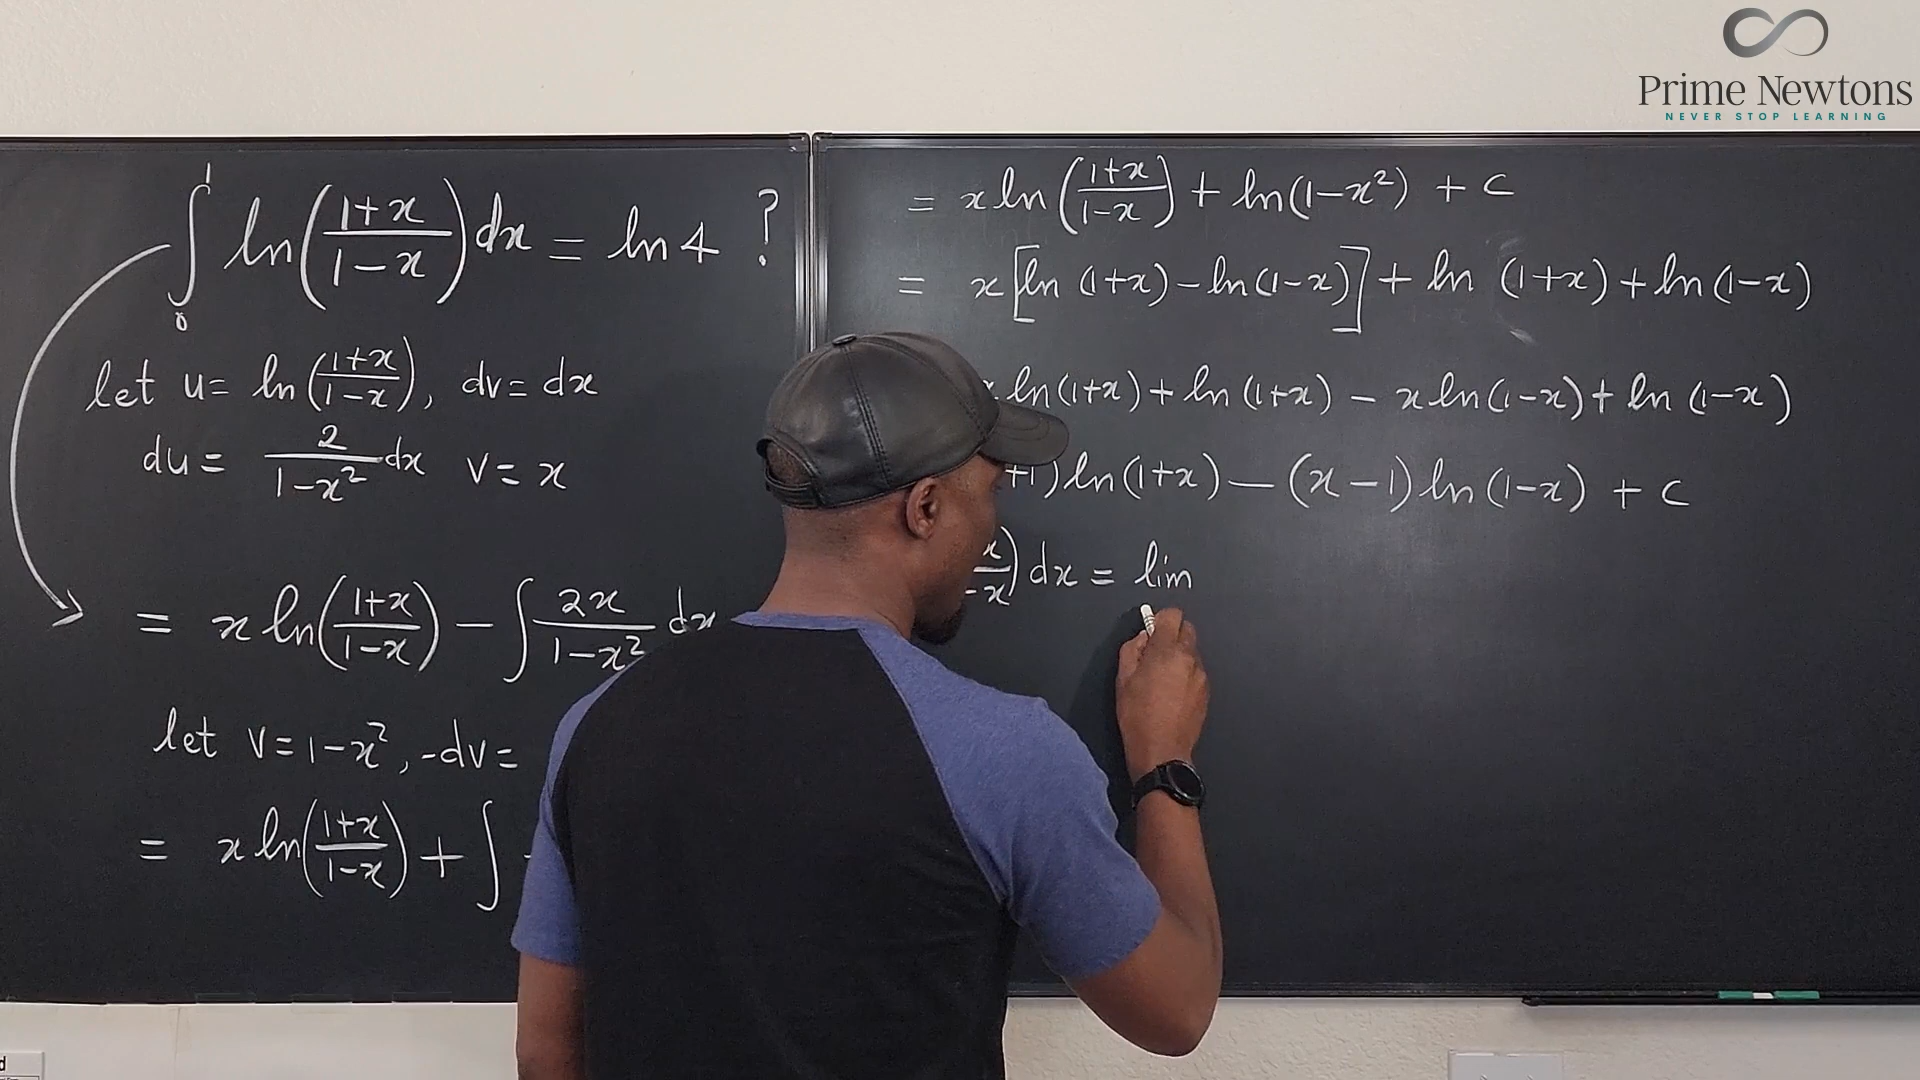 Prime Newtons
NEVER STOP LEARNING
∫₀¹ ln((1+x)/(1-x)) dx = ln 4 ?
let u = ln((1+x)/(1-x)), dv = dx
du = 2/(1-x²) dx v = x
= x ln((1+x)/(1-x)) - ∫ 2x/(1-x²) dx
let v = 1-x², -dv =
= x ln((1+x)/(1-x)) + ∫
= x ln((1+x)/(1-x)) + ln(1-x²) + c
= x[ln (1+x) - ln(1-x)] + ln (1+x) + ln(1-x)
x ln(1+x) + ln(1+x) - x ln(1-x) + ln(1-x)
+1) ln(1+x) - (x-1) ln(1-x) + c
x/-x) dx = lim
d